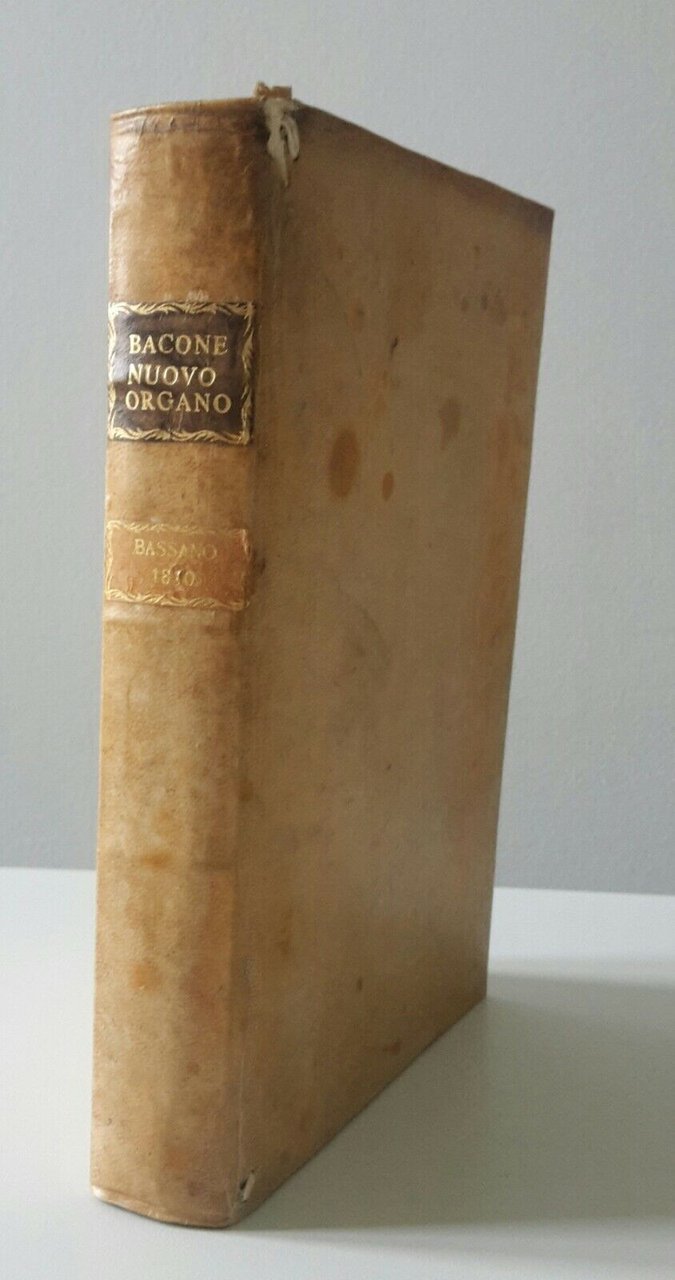 BACONE
NUOVO
ORGANO
BASSANO
1810